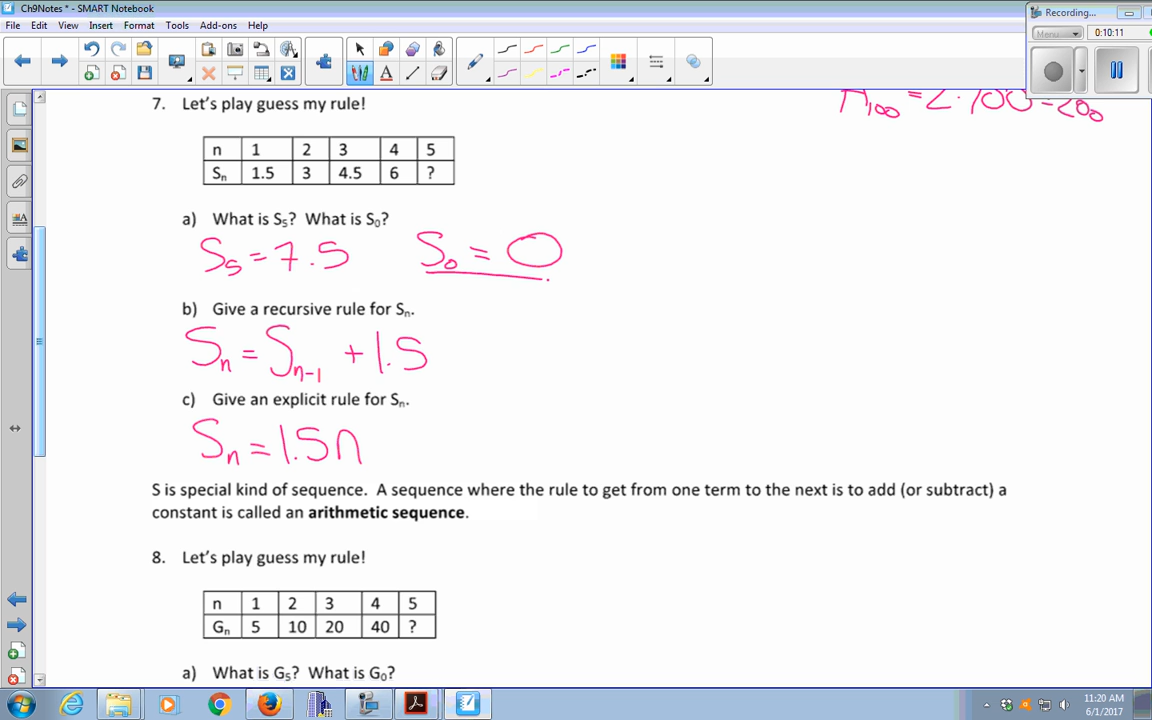 Ch9Notes * - SMART Notebook
File Edit View Insert Format Tools Add-ons Help
Recording...
Menu
0:10:11
100 = 2·100 = 200
7. Let's play guess my rule!
n 1 2 3 4 5
Sn 1.5 3 4.5 6 ?
a) What is S5? What is S0?
S5 = 7.5 S0 = 0
b) Give a recursive rule for Sn.
Sn = Sn-1 + 1.5
c) Give an explicit rule for Sn.
Sn = 1.5n
S is special kind of sequence. A sequence where the rule to get from one term to the next is to add (or subtract) a
constant is called an arithmetic sequence.
8. Let's play guess my rule!
n 1 2 3 4 5
Gn 5 10 20 40 ?
a) What is G5? What is G0?
11:20 AM
6/1/2017